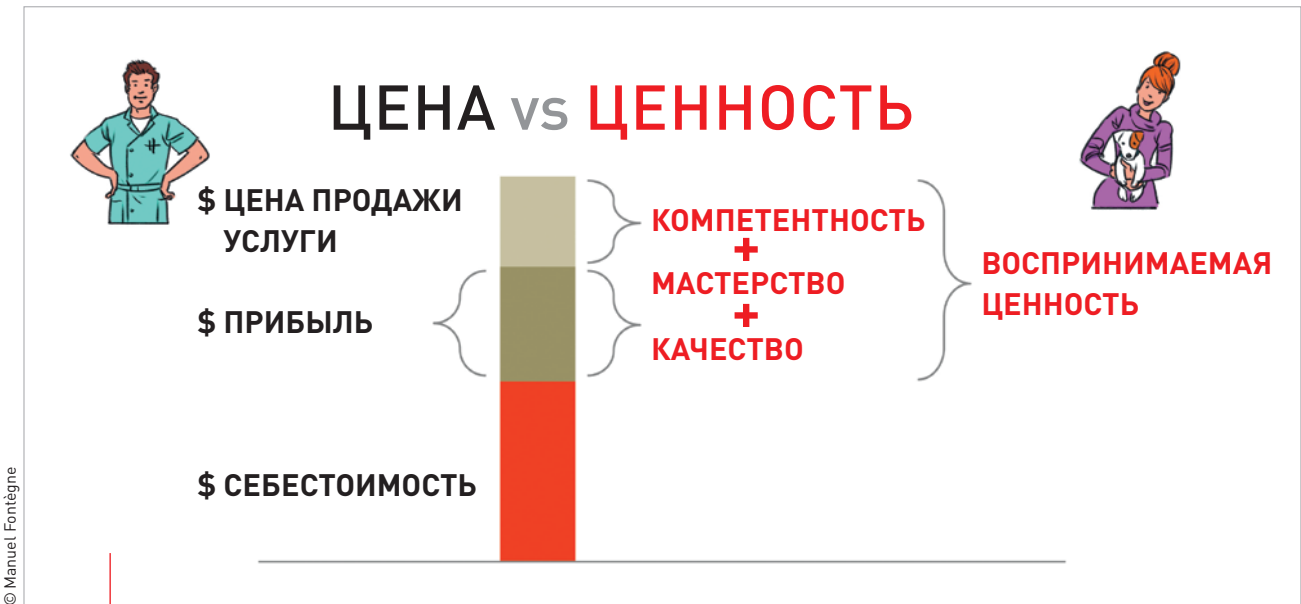 ЦЕНА vs ЦЕННОСТЬ
$ ЦЕНА ПРОДАЖИ
УСЛУГИ
$ ПРИБЫЛЬ
$ СЕБЕСТОИМОСТЬ
КОМПЕТЕНТНОСТЬ
+
МАСТЕРСТВО
+
КАЧЕСТВО
ВОСПРИНИМАЕМАЯ
ЦЕННОСТЬ
© Manuel Fontègne